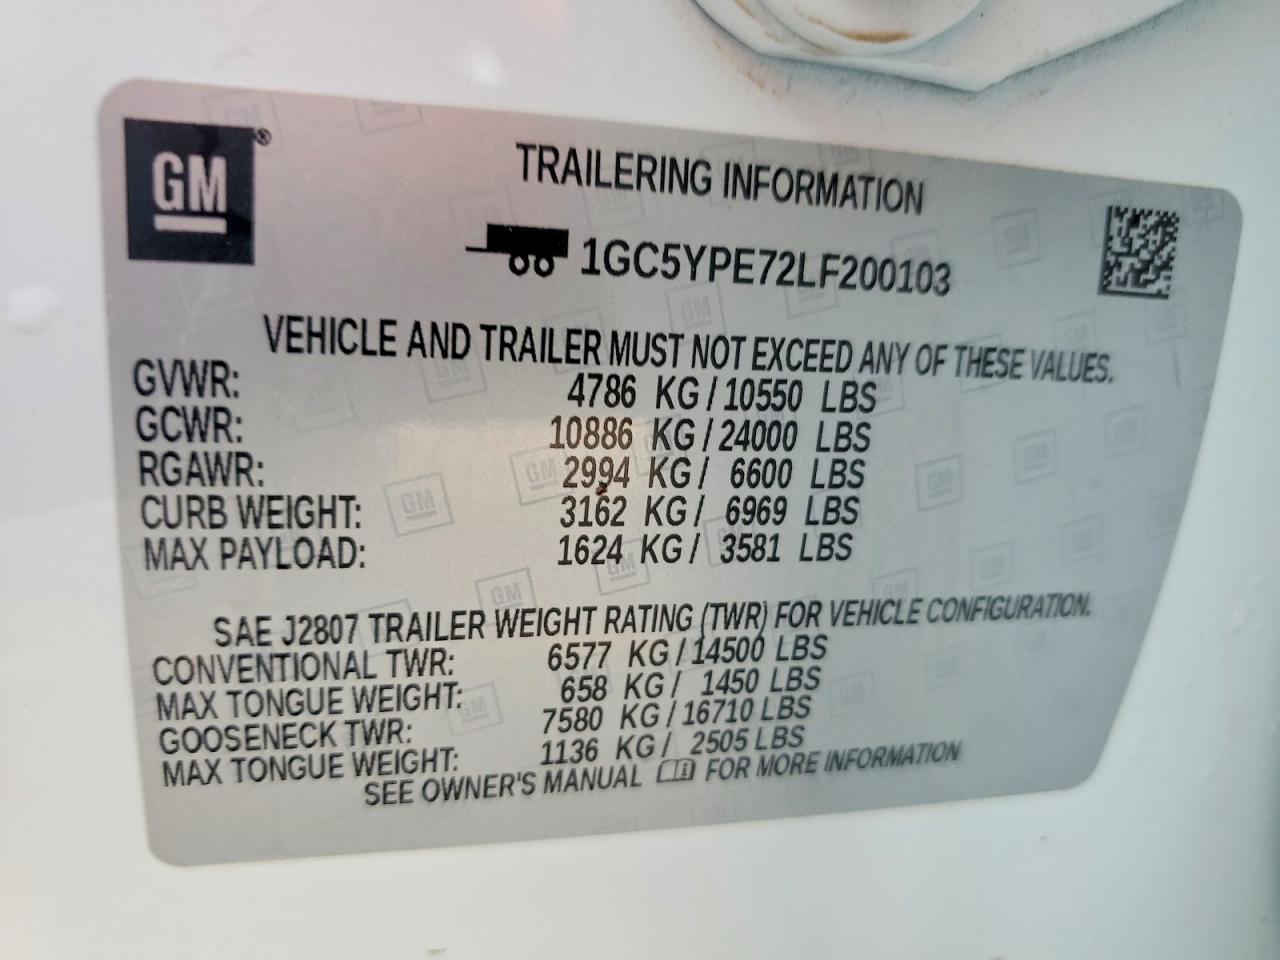 GM®
TRAILERING INFORMATION
1GC5YPE72LF200103
VEHICLE AND TRAILER MUST NOT EXCEED ANY OF THESE VALUES.
GVWR: 4786 KG / 10550 LBS
GCWR: 10886 KG / 24000 LBS
RGAWR: 2994 KG / 6600 LBS
CURB WEIGHT: 3162 KG / 6969 LBS
MAX PAYLOAD: 1624 KG / 3581 LBS
SAE J2807 TRAILER WEIGHT RATING (TWR) FOR VEHICLE CONFIGURATION.
CONVENTIONAL TWR: 6577 KG / 14500 LBS
MAX TONGUE WEIGHT: 658 KG / 1450 LBS
GOOSENECK TWR: 7580 KG / 16710 LBS
MAX TONGUE WEIGHT: 1136 KG / 2505 LBS
SEE OWNER'S MANUAL FOR MORE INFORMATION